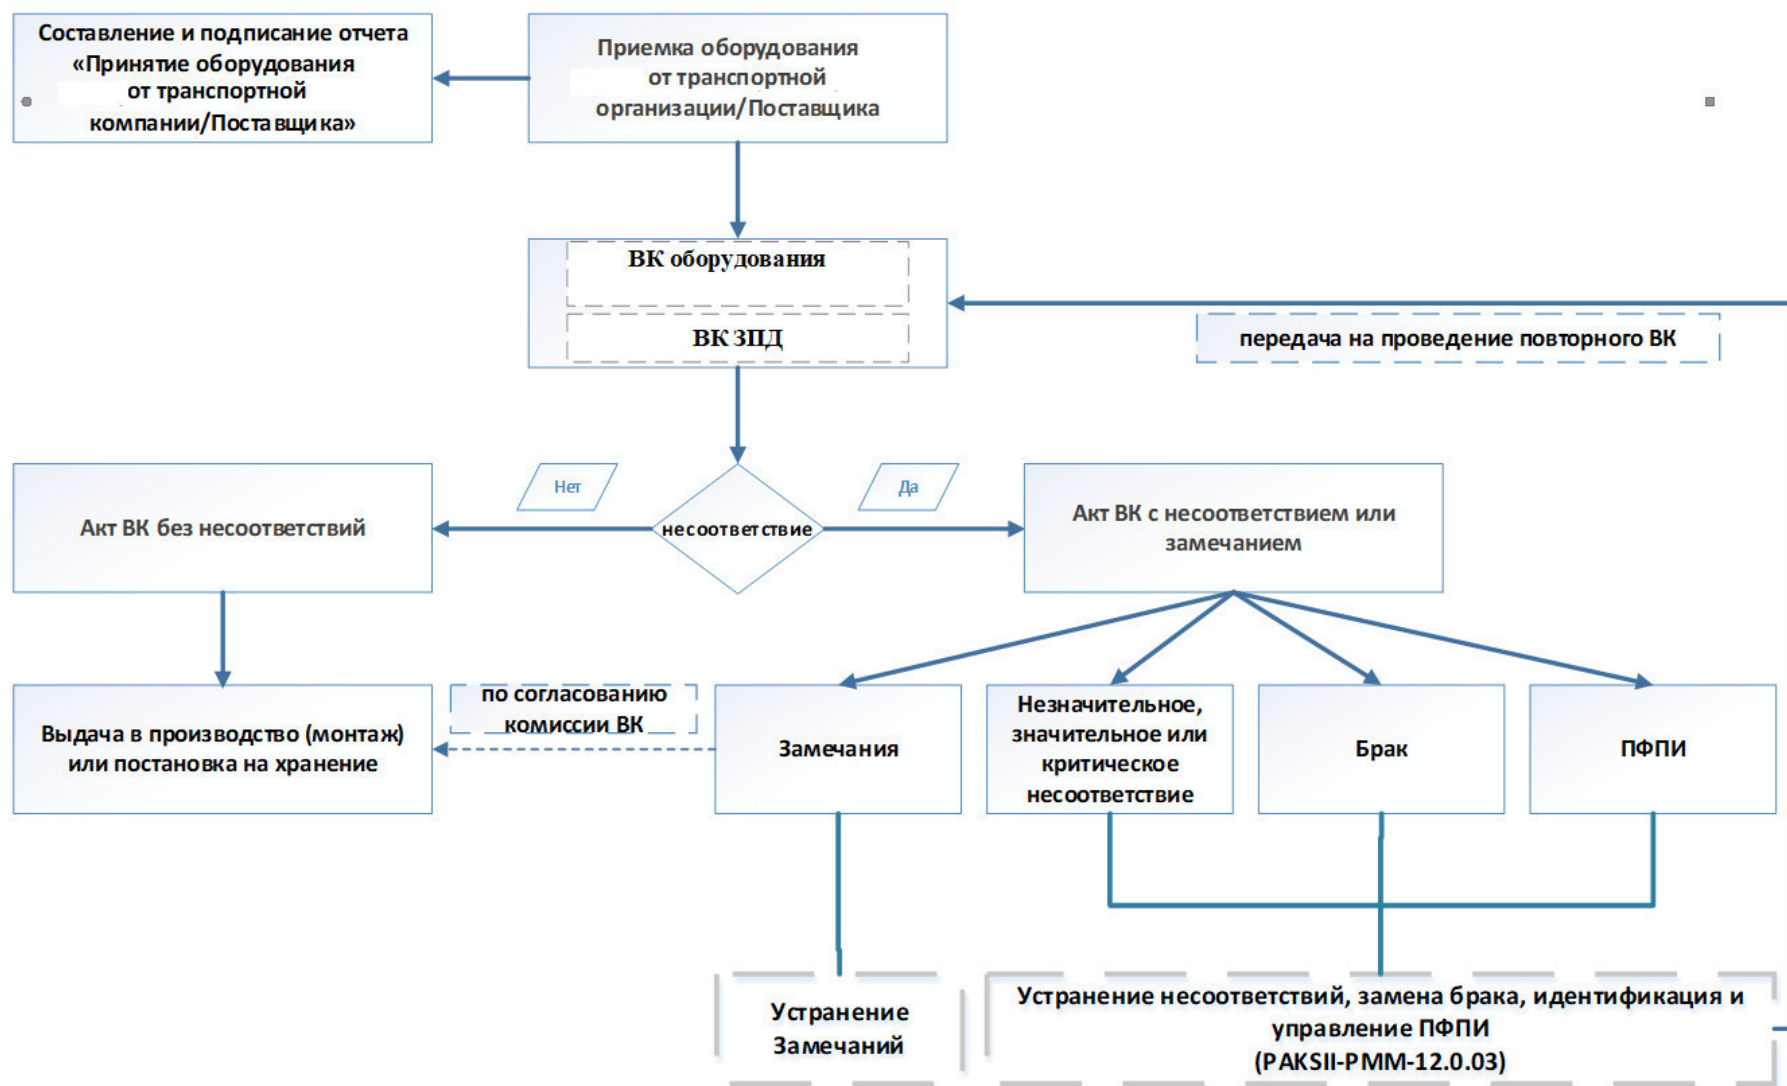 Составление и подписание отчета
«Принятие оборудования
от транспортной
компании/Поставщика»
Приемка оборудования
от транспортной
организации/Поставщика
ВК оборудования
ВК ЗПД
передача на проведение повторного ВК
Нет
Да
Акт ВК без несоответствий
несоответствие
Акт ВК с несоответствием или
замечанием
Выдача в производство (монтаж)
или постановка на хранение
по согласованию
комиссии ВК
Замечания
Незначительное,
значительное или
критическое
несоответствие
Брак
ПФПИ
Устранение
Замечаний
Устранение несоответствий, замена брака, идентификация и
управление ПФПИ
(PAKSII-PMM-12.0.03)